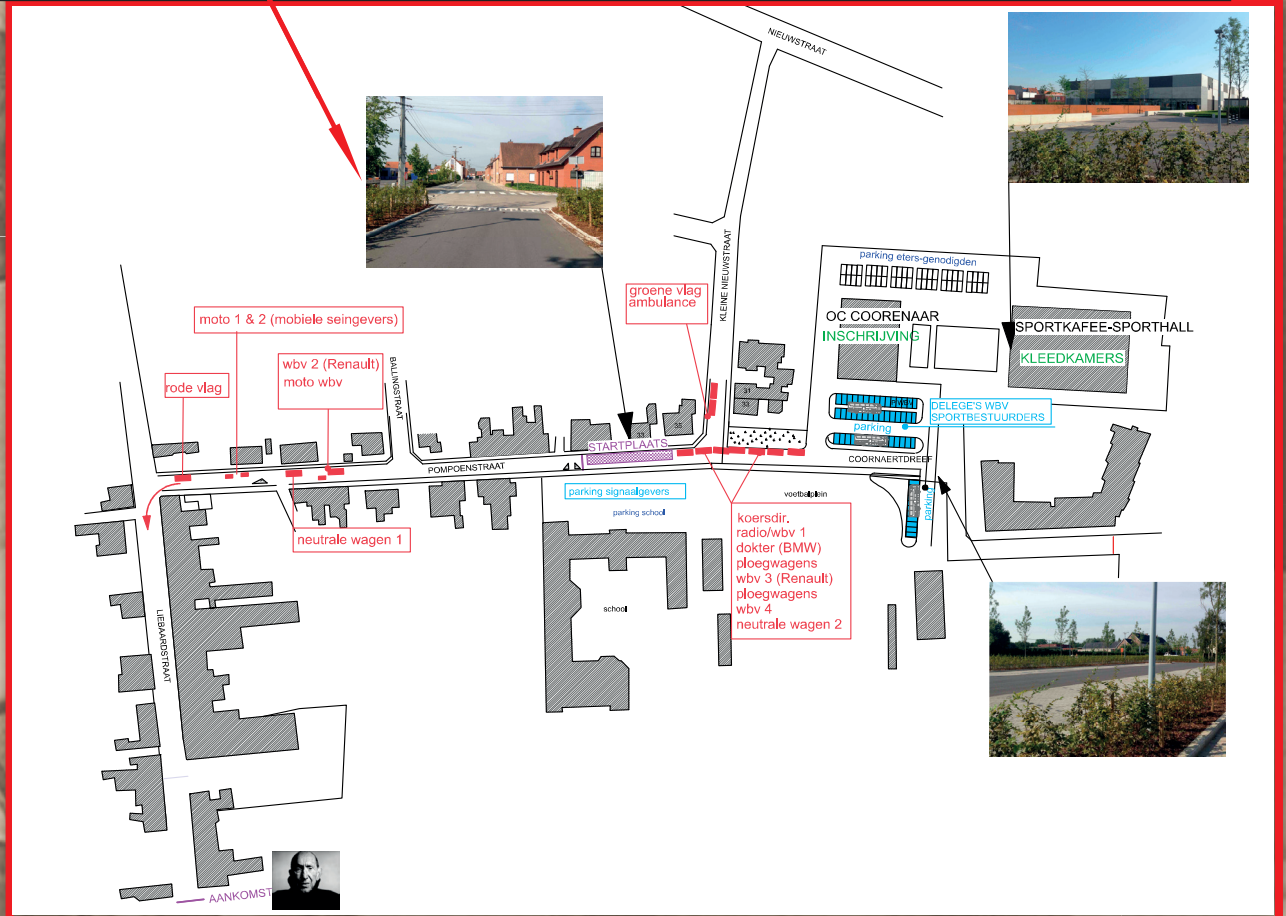 NIEUWSTRAAT
KLEINE NIEUWSTRAAT
parking eters-genodigden
groene vlag
ambulance
OC COORENAAR
INSCHRIJVING
SPORTKAFEE-SPORTHALL
KLEEDKAMERS
moto 1 & 2 (mobiele seingevers)
wbv 2 (Renault)
moto wbv
rode vlag
BALLINGSTRAAT
31
33
33
35
DELEGE'S WBV
SPORTBESTUURDERS
parking
STARTPLAATS
COORNAERTDREEF
POMPOENSTRAAT
parking signaalgevers
voetbalplein
parking
parking school
neutrale wagen 1
koersdir.
radio/wbv 1
dokter (BMW)
ploegwagens
wbv 3 (Renault)
ploegwagens
wbv 4
neutrale wagen 2
school
LIEBAARDSTRAAT
AANKOMST